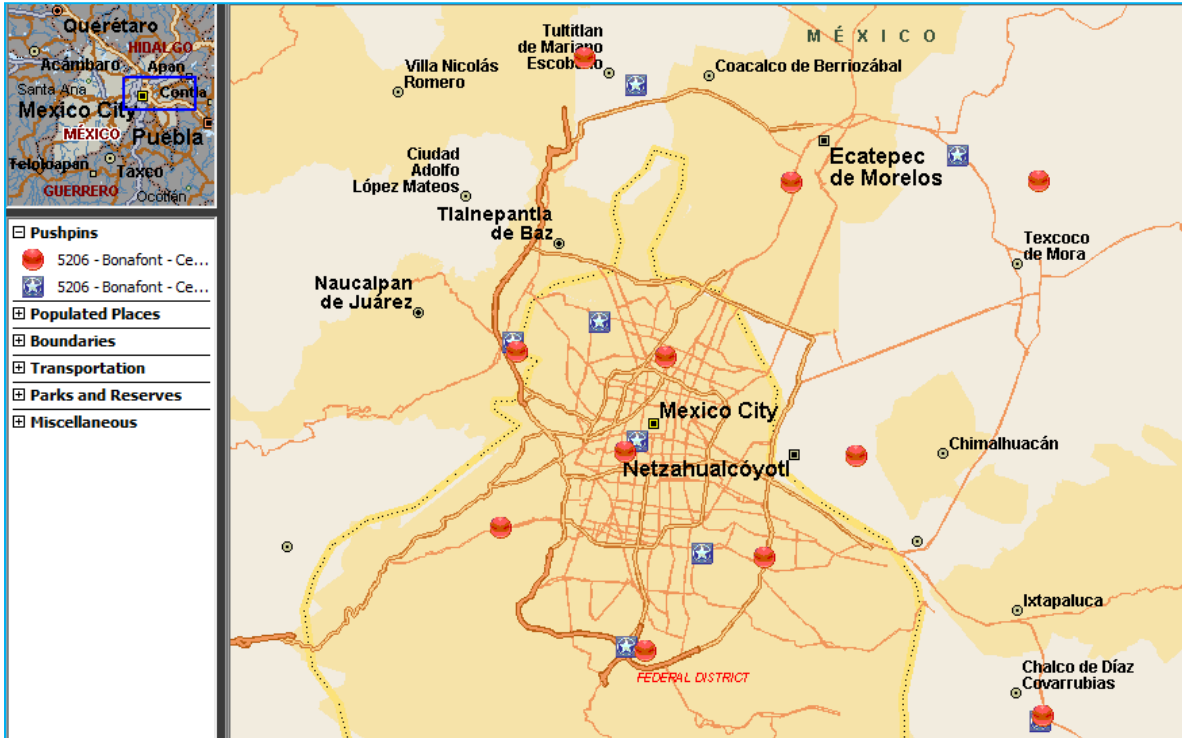 Querétaro
HIDALGO
Acámbaro
Apan
Santa Ana
Contla
Mexico City
MÉXICO
Puebla
Teloloapan
Taxco
GUERRERO
Ocotlán
Pushpins
5206 - Bonafont - Ce...
5206 - Bonafont - Ce...
Populated Places
Boundaries
Transportation
Parks and Reserves
Miscellaneous
MÉXICO
Tultitlan
de Mariano
Escobedo
Villa Nicolás
Romero
Coacalco de Berriozábal
Ecatepec
de Morelos
Ciudad
Adolfo
López Mateos
Tlalnepantla
de Baz
Texcoco
de Mora
Naucalpan
de Juárez
Mexico City
Netzahualcóyotl
Chimalhuacán
Ixtapaluca
Chalco de Díaz
Covarrubias
FEDERAL DISTRICT